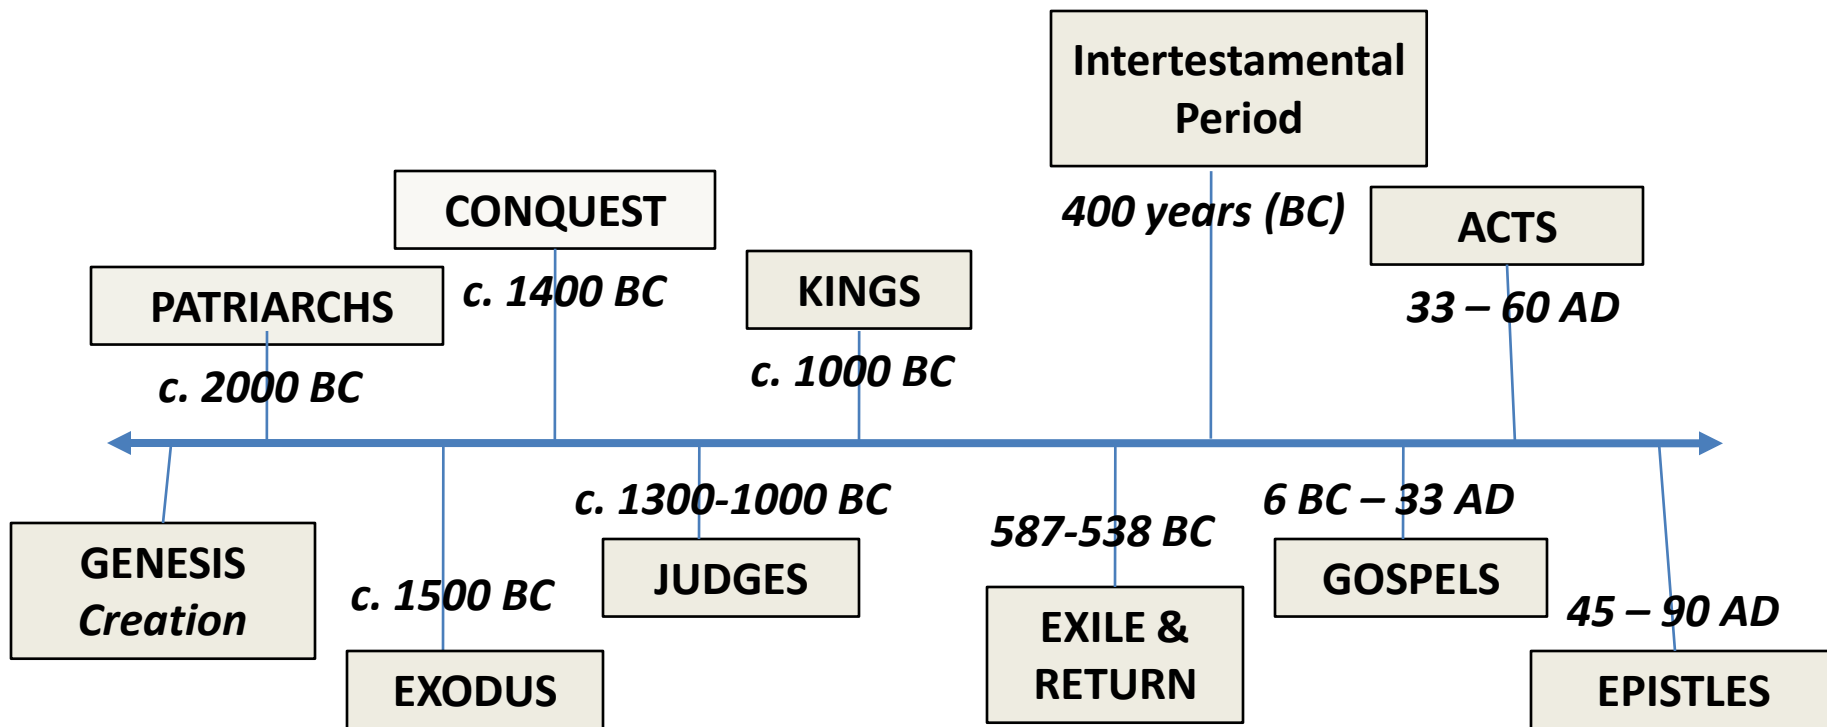 Intertestamental
Period
400 years (BC)
CONQUEST
c. 1400 BC
ACTS
33 – 60 AD
PATRIARCHS
c. 2000 BC
KINGS
c. 1000 BC
GENESIS
Creation
c. 1500 BC
EXODUS
c. 1300-1000 BC
JUDGES
587-538 BC
EXILE &
RETURN
6 BC – 33 AD
GOSPELS
45 – 90 AD
EPISTLES